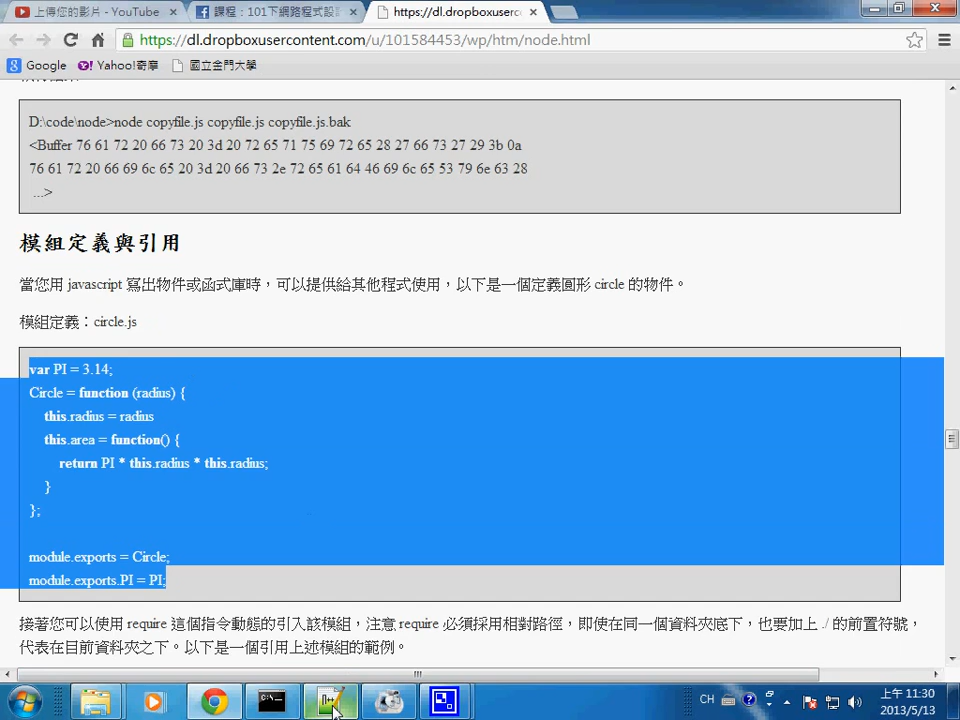 上傳您的影片 - YouTube
課程：101下網路程式設
https://dl.dropboxuserc
https://dl.dropboxusercontent.com/u/101584453/wp/htm/node.html
Google
Yahoo!奇摩
國立金門大學
D:\code\node>node copyfile.js copyfile.js copyfile.js.bak
<Buffer 76 61 72 20 66 73 20 3d 20 72 65 71 75 69 72 65 28 27 66 73 27 29 3b 0a
76 61 72 20 66 69 6c 65 20 3d 20 66 73 2e 72 65 61 64 46 69 6c 65 53 79 6e 63 28
...>
模組定義與引用
當您用 javascript 寫出物件或函式庫時，可以提供給其他程式使用，以下是一個定義圓形 circle 的物件。
模組定義：circle.js
var PI = 3.14;
Circle = function (radius) {
this.radius = radius
this.area = function() {
return PI * this.radius * this.radius;
}
};
module.exports = Circle;
module.exports.PI = PI;
接著您可以使用 require 這個指令動態的引入該模組，注意 require 必須採用相對路徑，即使在同一個資料夾底下，也要加上 ./ 的前置符號，
代表在目前資料夾之下。以下是一個引用上述模組的範例。
CH
上午 11:30
2013/5/13